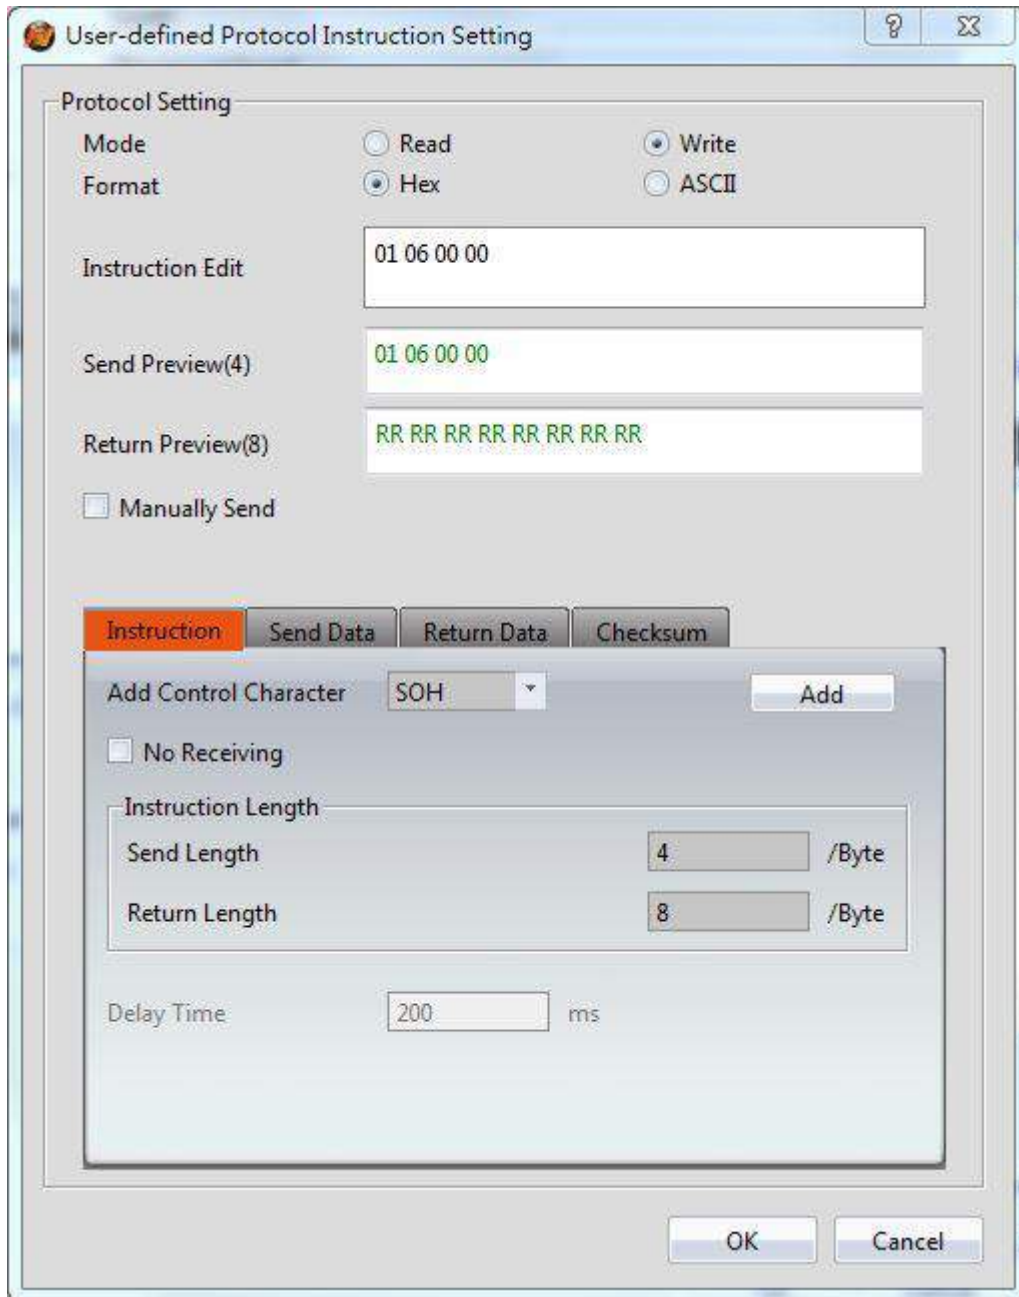 User-defined Protocol Instruction Setting
Protocol Setting
Mode Read Write
Format Hex ASCII
Instruction Edit 01 06 00 00
Send Preview(4) 01 06 00 00
Return Preview(8) RR RR RR RR RR RR RR RR
Manually Send
Instruction Send Data Return Data Checksum
Add Control Character SOH Add
No Receiving
Instruction Length
Send Length 4 /Byte
Return Length 8 /Byte
Delay Time 200 ms
OK Cancel